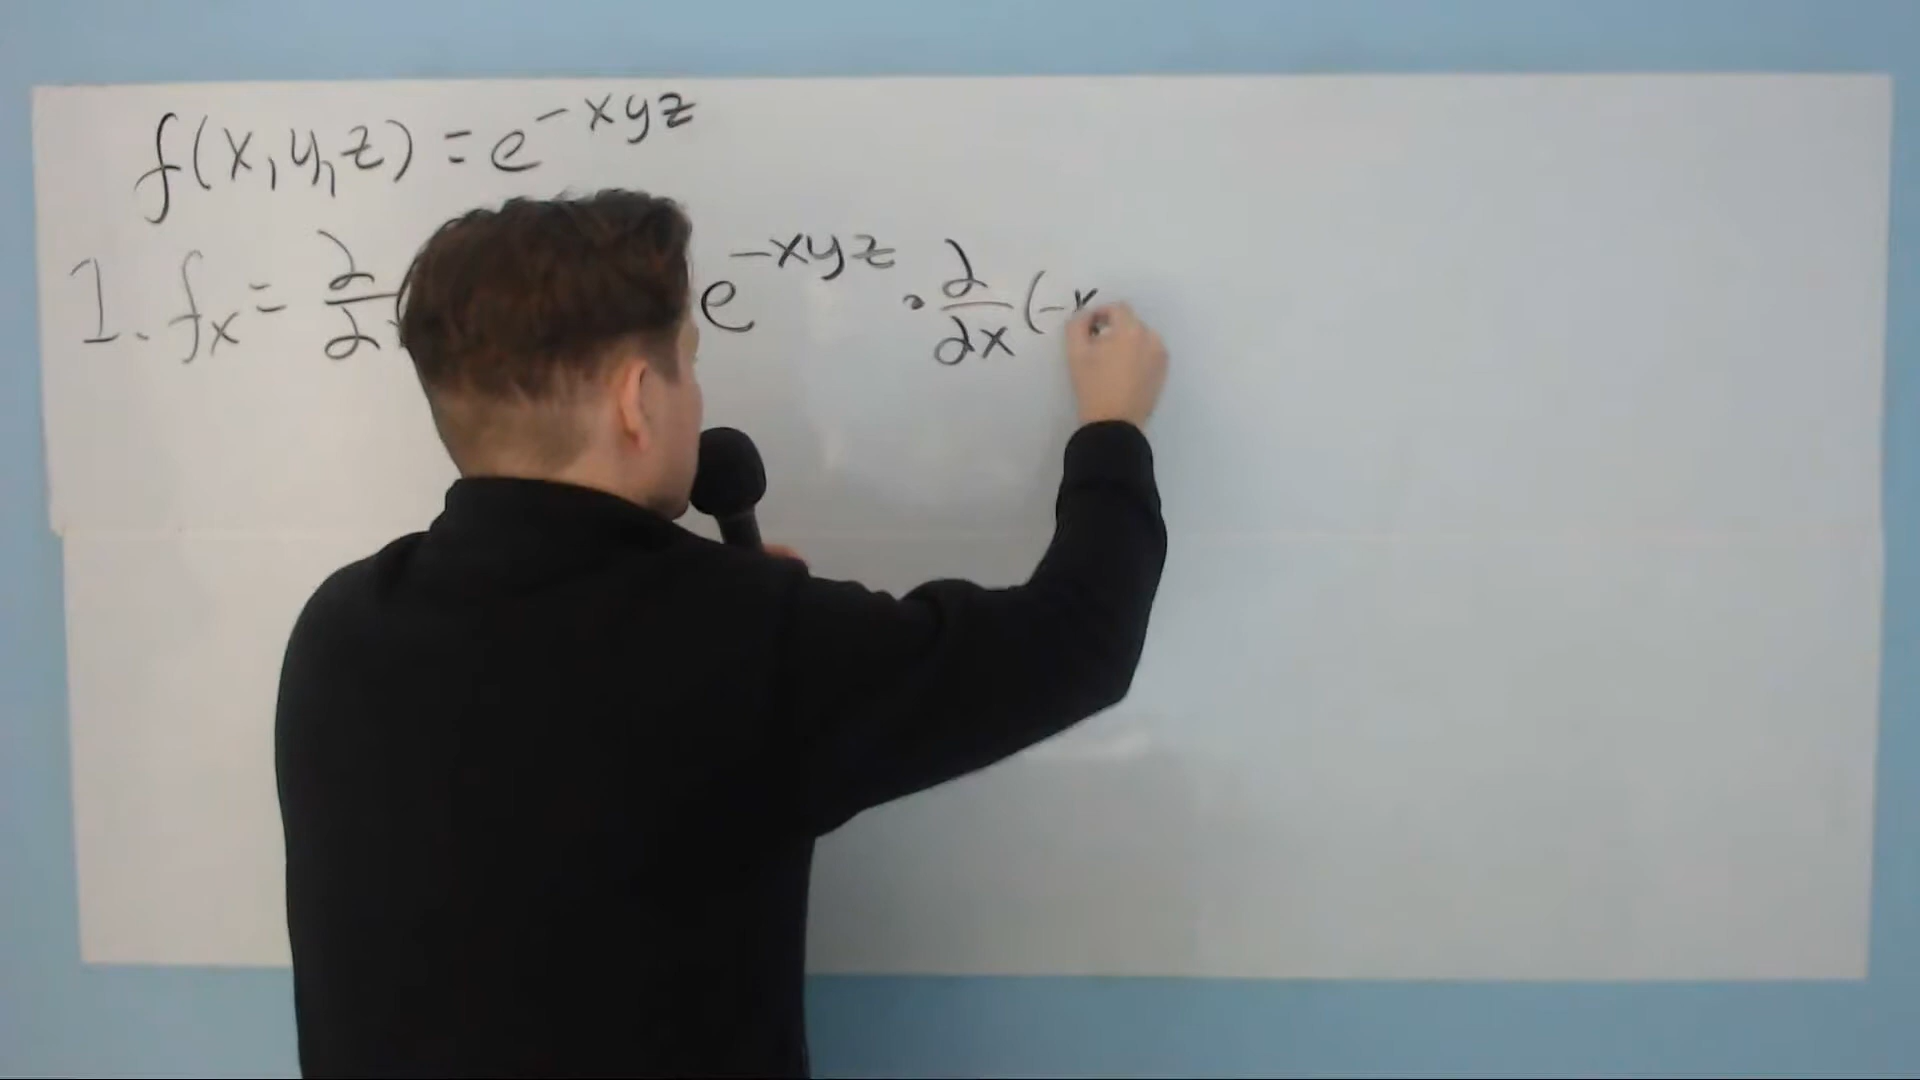 f(x,y,z) = e^{-xyz}
1. f_x = ∂/∂ e^{-xyz} · ∂/∂x (-x